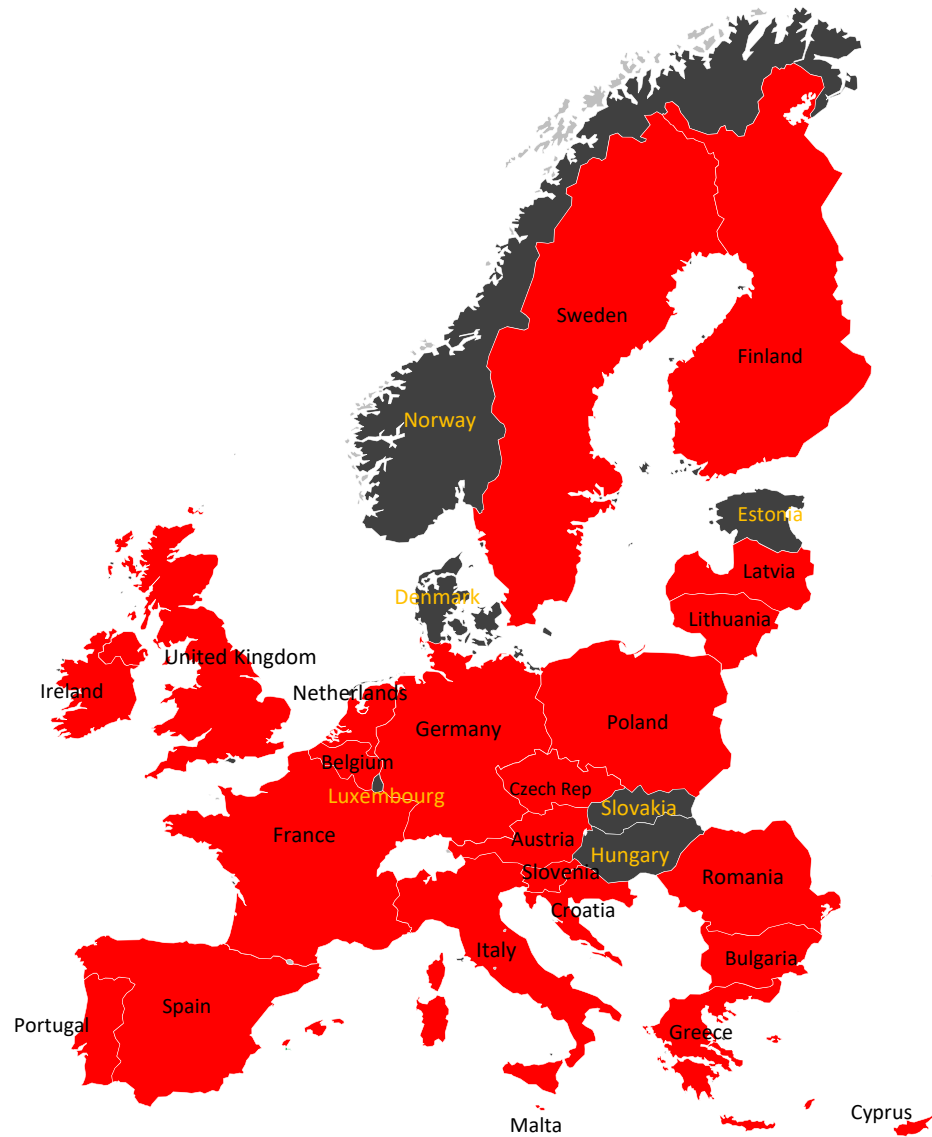 Sweden
Finland
Norway
Estonia
Latvia
Denmark
Lithuania
United Kingdom
Ireland
Netherlands
Poland
Germany
Belgium
Czech Rep
Luxembourg
Slovakia
France
Austria
Hungary
Slovenia
Romania
Croatia
Italy
Bulgaria
Spain
Portugal
Greece
Cyprus
Malta